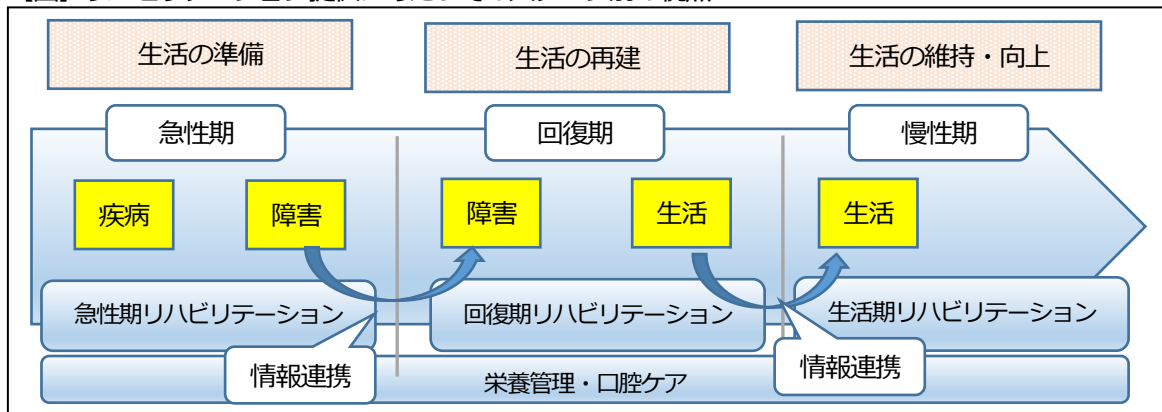 生活の準備
生活の再建
生活の維持・向上
急性期
回復期
慢性期
疾病
障害
障害
生活
生活
急性期リハビリテーション
回復期リハビリテーション
生活期リハビリテーション
情報連携
情報連携
栄養管理・口腔ケア